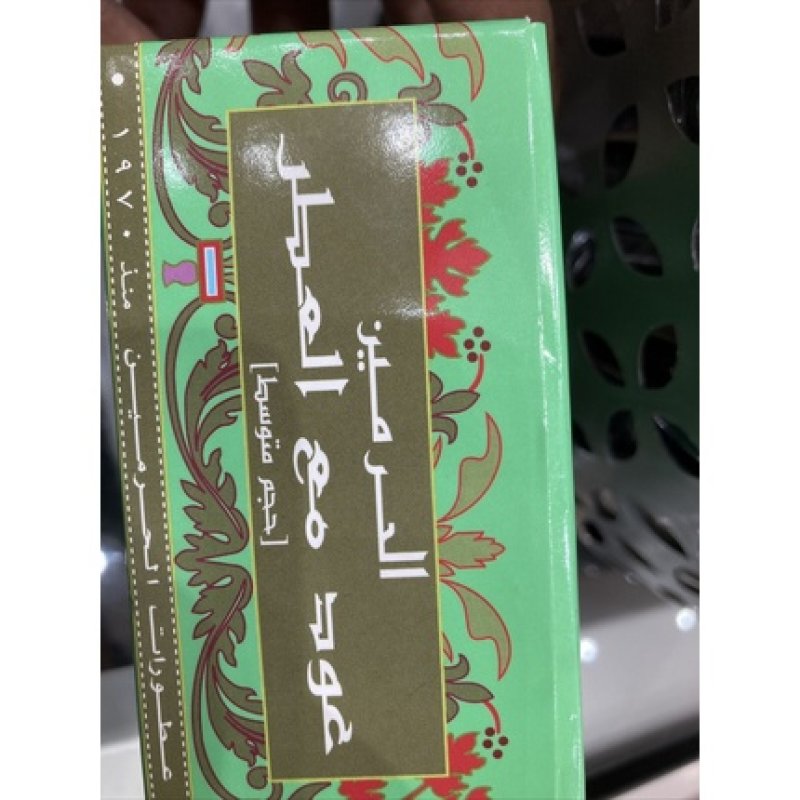 الحرمين
عود مع العطر
[حجم متوسط]
عطورات الحرمين منذ ١٩٧٠ •